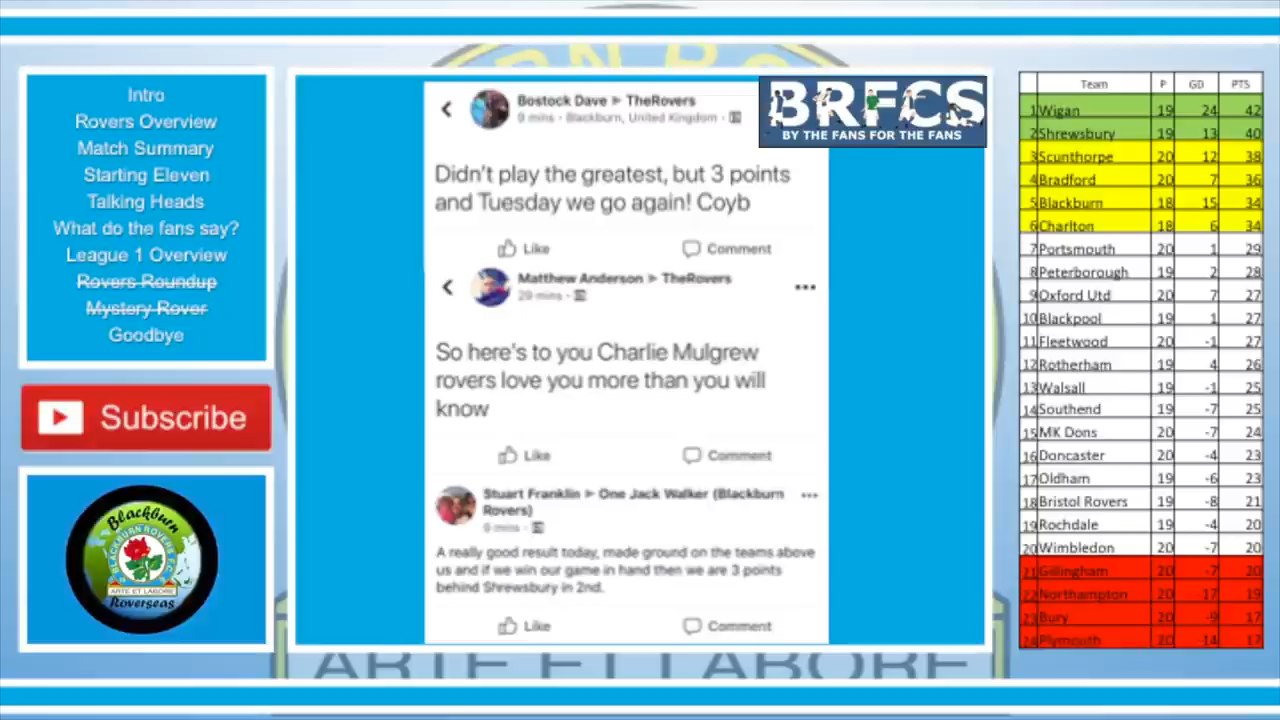 Intro
Rovers Overview
Match Summary
Starting Eleven
Talking Heads
What do the fans say?
League 1 Overview
Rovers Roundup
Mystery Rover
Goodbye
Subscribe
Blackburn
BLACKBURN ROVERS F.C.
ARTE ET LABORE
Roverseas
Bostock Dave ▸ TheRovers
9 mins · Blackburn, United Kingdom ·
BRFCS
BY THE FANS FOR THE FANS
Didn't play the greatest, but 3 points
and Tuesday we go again! Coyb
Like Comment
Matthew Anderson ▸ TheRovers
29 mins ·
So here's to you Charlie Mulgrew
rovers love you more than you will
know
Like Comment
Stuart Franklin ▸ One Jack Walker (Blackburn
Rovers)
9 mins ·
A really good result today, made ground on the teams above
us and if we win our game in hand then we are 3 points
behind Shrewsbury in 2nd.
Like Comment
Team P GD PTS
1 Wigan 19 24 42
2 Shrewsbury 19 13 40
3 Scunthorpe 20 12 38
4 Bradford 20 7 36
5 Blackburn 18 15 34
6 Charlton 18 6 34
7 Portsmouth 20 1 29
8 Peterborough 19 2 28
9 Oxford Utd 20 7 27
10 Blackpool 19 1 27
11 Fleetwood 20 -1 27
12 Rotherham 19 4 26
13 Walsall 19 -1 25
14 Southend 19 -7 25
15 MK Dons 20 -7 24
16 Doncaster 20 -4 23
17 Oldham 19 -6 23
18 Bristol Rovers 19 -8 21
19 Rochdale 19 -4 20
20 Wimbledon 20 -7 20
21 Gillingham 20 -7 20
22 Northampton 20 -17 19
23 Bury 20 -9 17
24 Plymouth 20 -14 17
ARTE ET LABORE